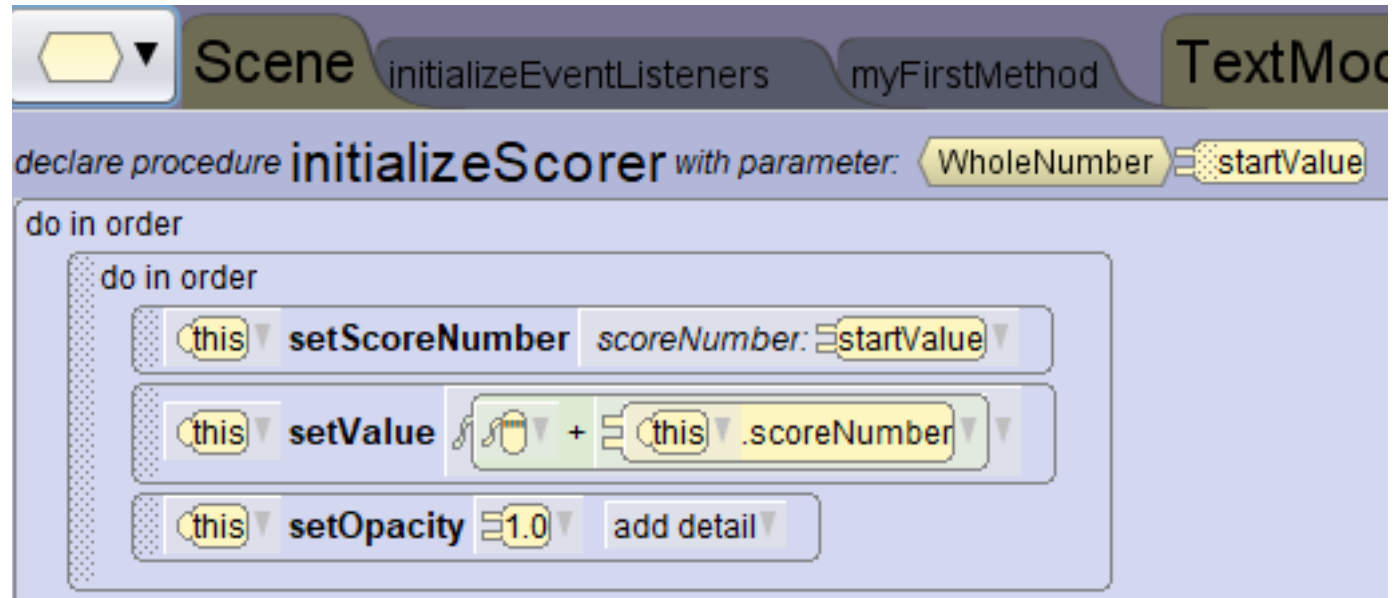 Scene initializeEventListeners myFirstMethod TextMod
declare procedure initializeScorer with parameter: WholeNumber startValue
do in order
do in order
this setScoreNumber scoreNumber: startValue
this setValue + this .scoreNumber
this setOpacity 1.0 add detail